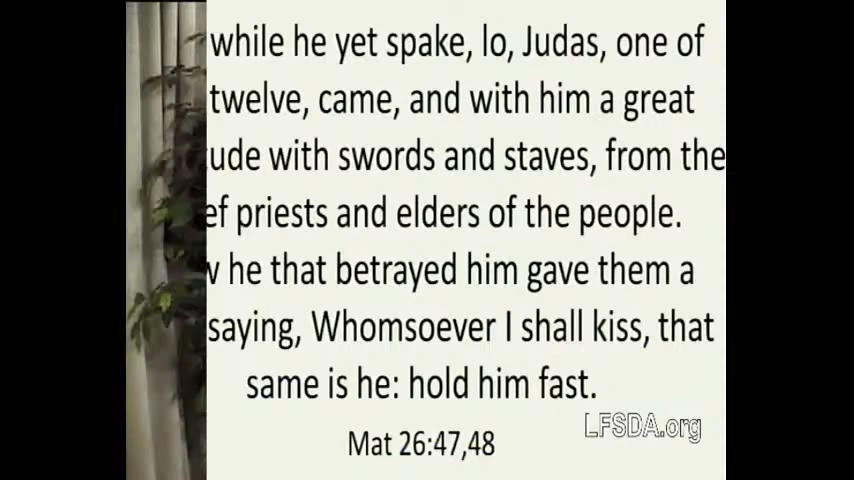 while he yet spake, lo, Judas, one of
twelve, came, and with him a great
ude with swords and staves, from the
ef priests and elders of the people.
w he that betrayed him gave them a
saying, Whomsoever I shall kiss, that
same is he: hold him fast.
Mat 26:47,48
LFSDA.org